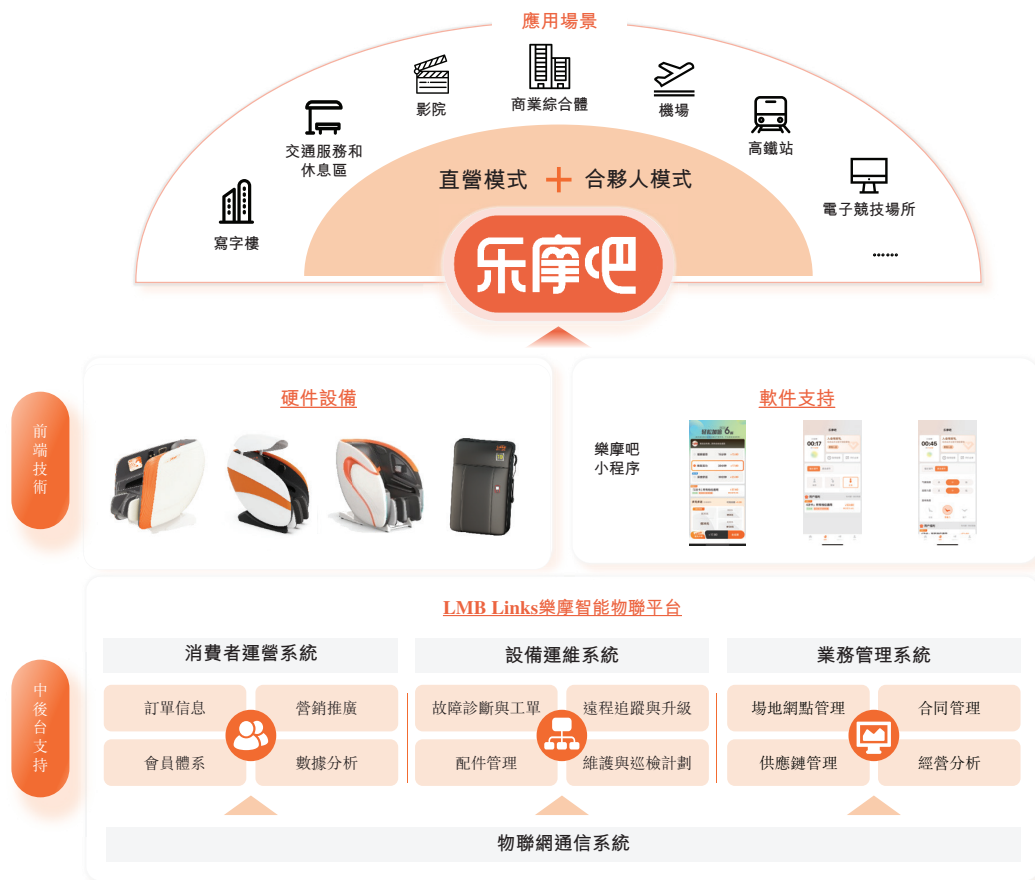 應用場景
影院
商業綜合體
機場
交通服務和
休息區
高鐵站
寫字樓
電子競技場所
......
直營模式 + 合夥人模式
乐摩吧
前端技術
硬件設備
軟件支持
樂摩吧
小程序
00:17
00:45
中後台支持
LMB Links樂摩智能物聯平台
消費者運營系統
設備運維系統
業務管理系統
訂單信息
營銷推廣
故障診斷與工單
遠程追蹤與升級
場地網點管理
合同管理
會員體系
數據分析
配件管理
維護與巡檢計劃
供應鏈管理
經營分析
物聯網通信系統